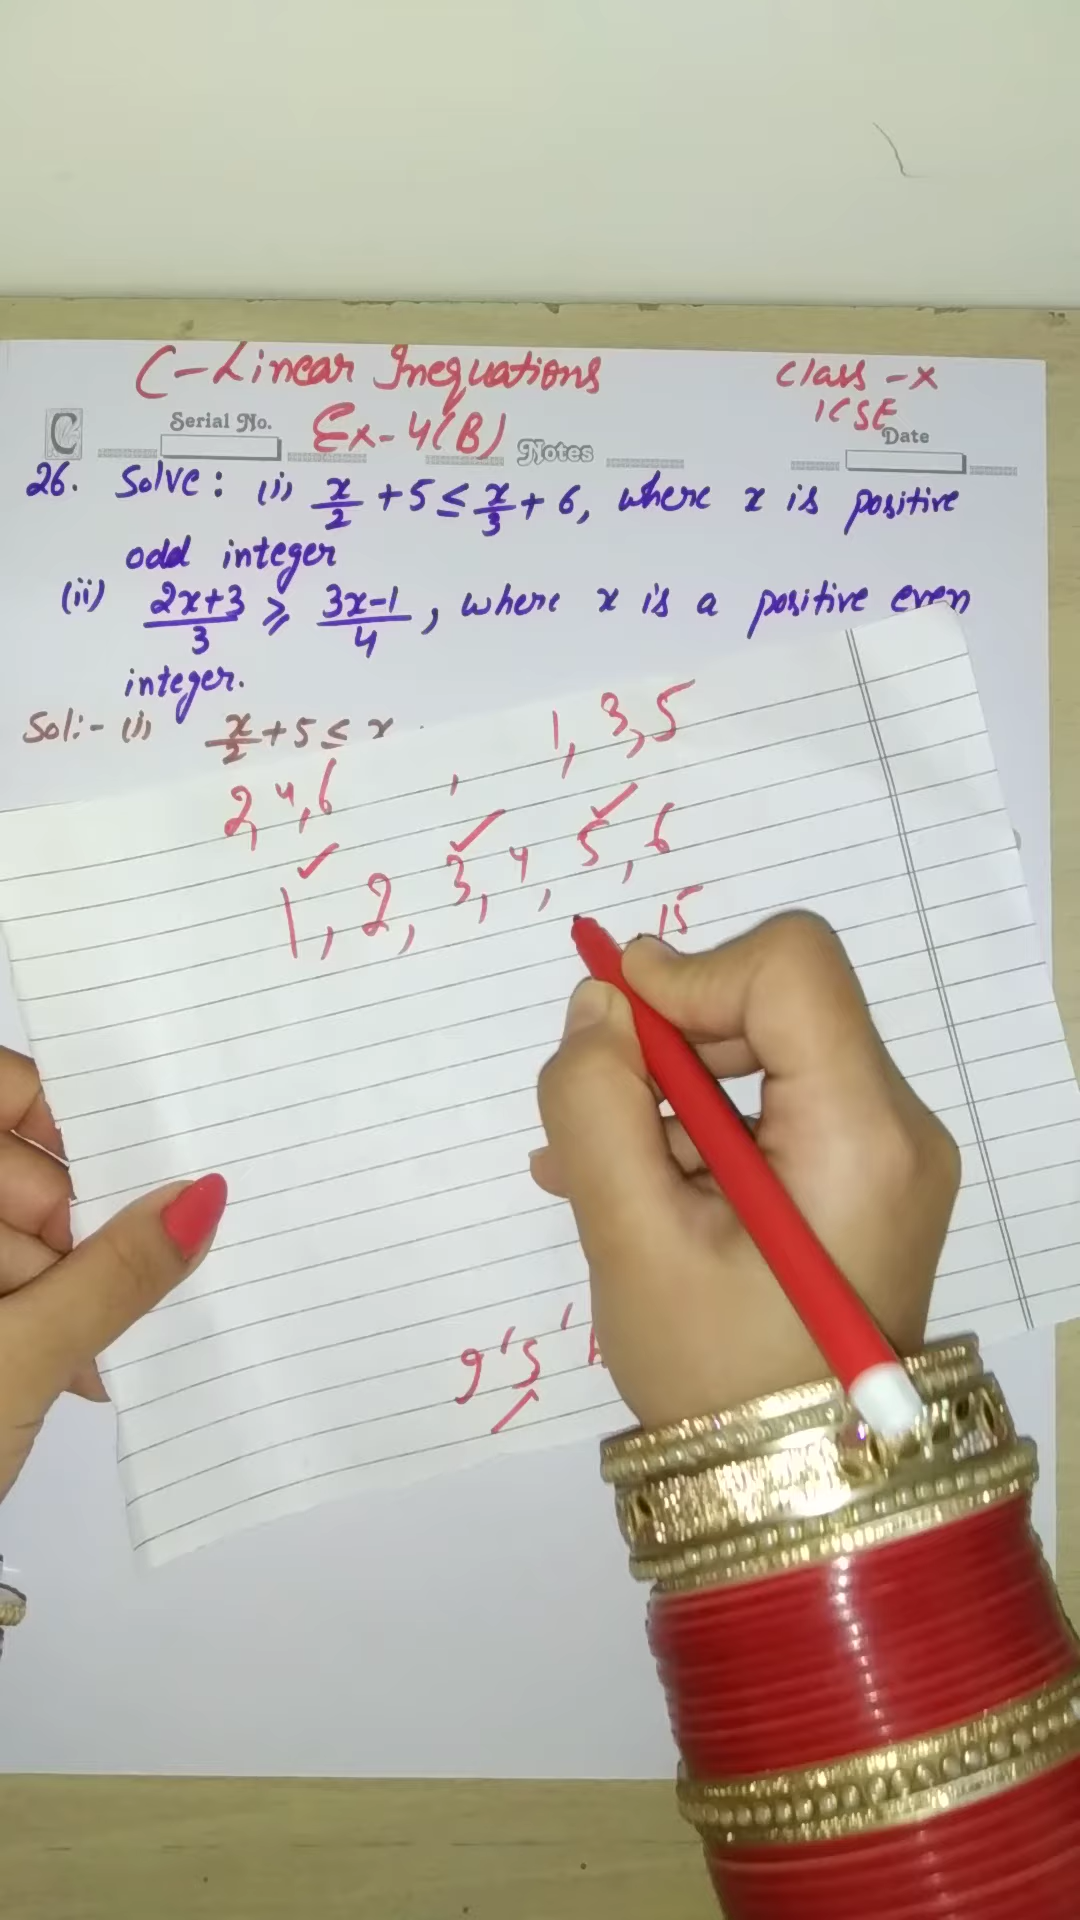 C-Linear Inequations
Class-X
ICSE
C Serial No. Ex-4(B) Notes Date
26. Solve: (i) x/2 + 5 ≤ x/3 + 6, where x is positive
odd integer
(ii) 2x+3/3 ≥ 3x-1/4, where x is a positive even
integer.
Sol:- (i) x/2 + 5 ≤ x
1, 3, 5
2, 4, 6
1, 2, 3, 4, 5, 6
15